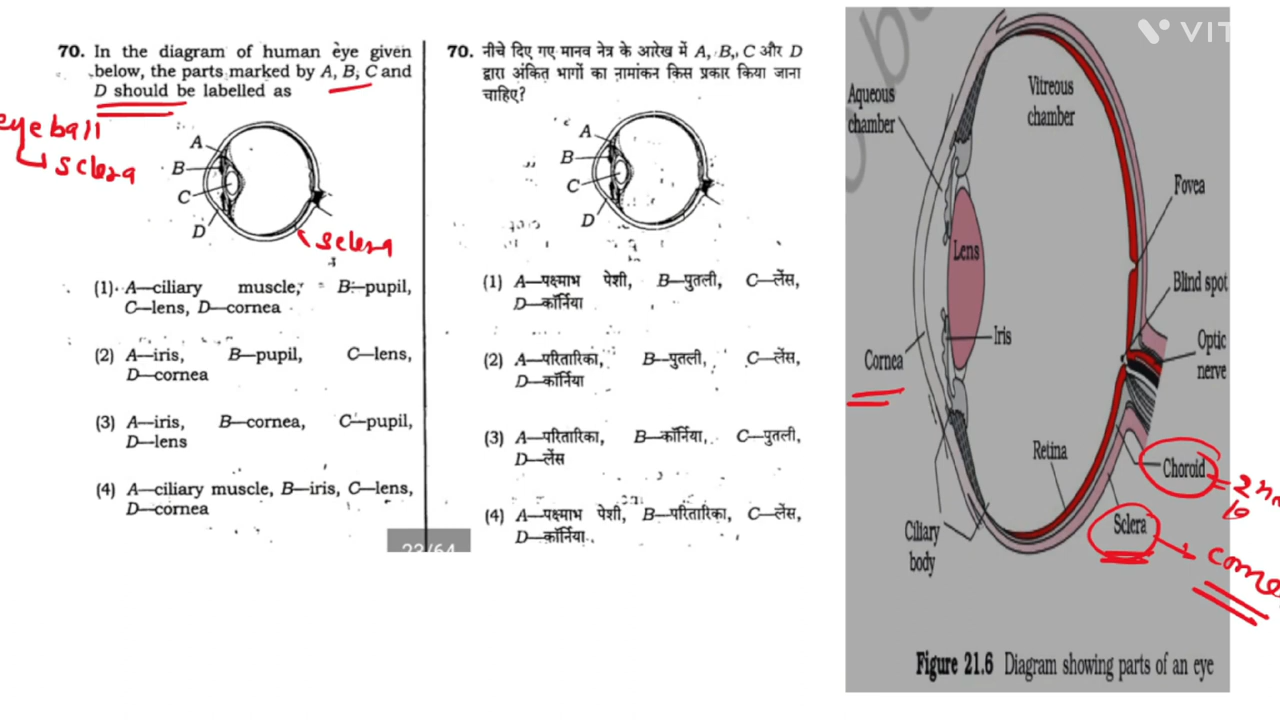 70. In the diagram of human eye given
below, the parts marked by A, B, C and
D should be labelled as
eyeball
sclera
A
B
C
D
sclera
(1) A—ciliary muscle, B—pupil,
C—lens, D—cornea
(2) A—iris, B—pupil, C—lens,
D—cornea
(3) A—iris, B—cornea, C—pupil,
D—lens
(4) A—ciliary muscle, B—iris, C—lens,
D—cornea
23/64
70. नीचे दिए गए मानव नेत्र के आरेख में A, B, C और D
द्वारा अंकित भागों का नामांकन किस प्रकार किया जाना
चाहिए?
A
B
C
D
(1) A—पक्ष्माभ पेशी, B—पुतली, C—लेंस,
D—कॉर्निया
(2) A—परितारिका, B—पुतली, C—लेंस,
D—कॉर्निया
(3) A—परितारिका, B—कॉर्निया, C—पुतली,
D—लेंस
(4) A—पक्ष्माभ पेशी, B—परितारिका, C—लेंस,
D—कॉर्निया
VIT
Aqueous
chamber
Vitreous
chamber
Fovea
Lens
Blind spot
Iris
Optic
nerve
Cornea
Retina
Choroid
Sclera
Ciliary
body
Figure 21.6 Diagram showing parts of an eye